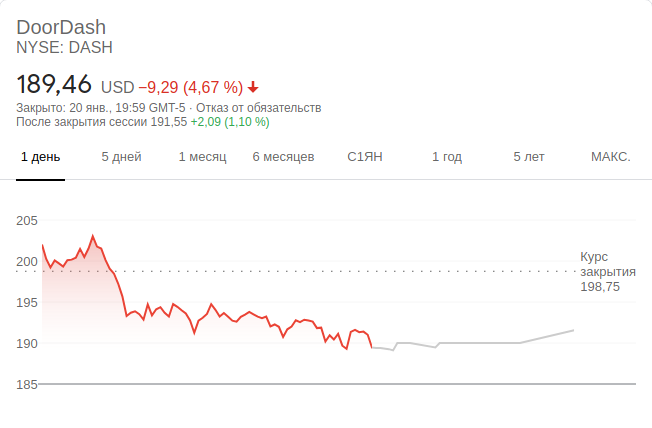 DoorDash
NYSE: DASH
189,46 USD −9,29 (4,67 %)
Закрыто: 20 янв., 19:59 GMT-5 · Отказ от обязательств
После закрытия сессии 191,55 +2,09 (1,10 %)
1 день 5 дней 1 месяц 6 месяцев С1ЯН 1 год 5 лет МАКС.
205
200
195
190
185
Курс
закрытия
198,75